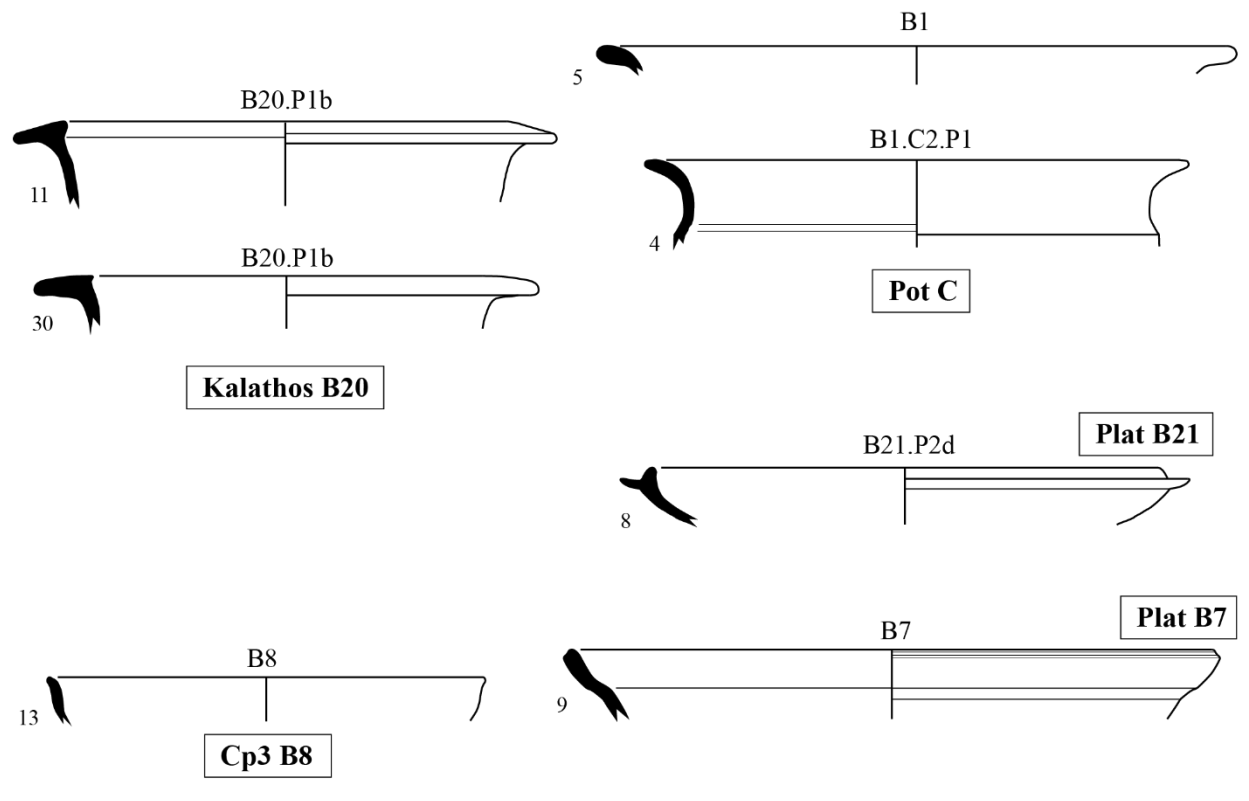 B20.P1b
11
B20.P1b
30
Kalathos B20
B1
5
B1.C2.P1
4
Pot C
Plat B21
B21.P2d
8
B8
13
Cp3 B8
Plat B7
B7
9